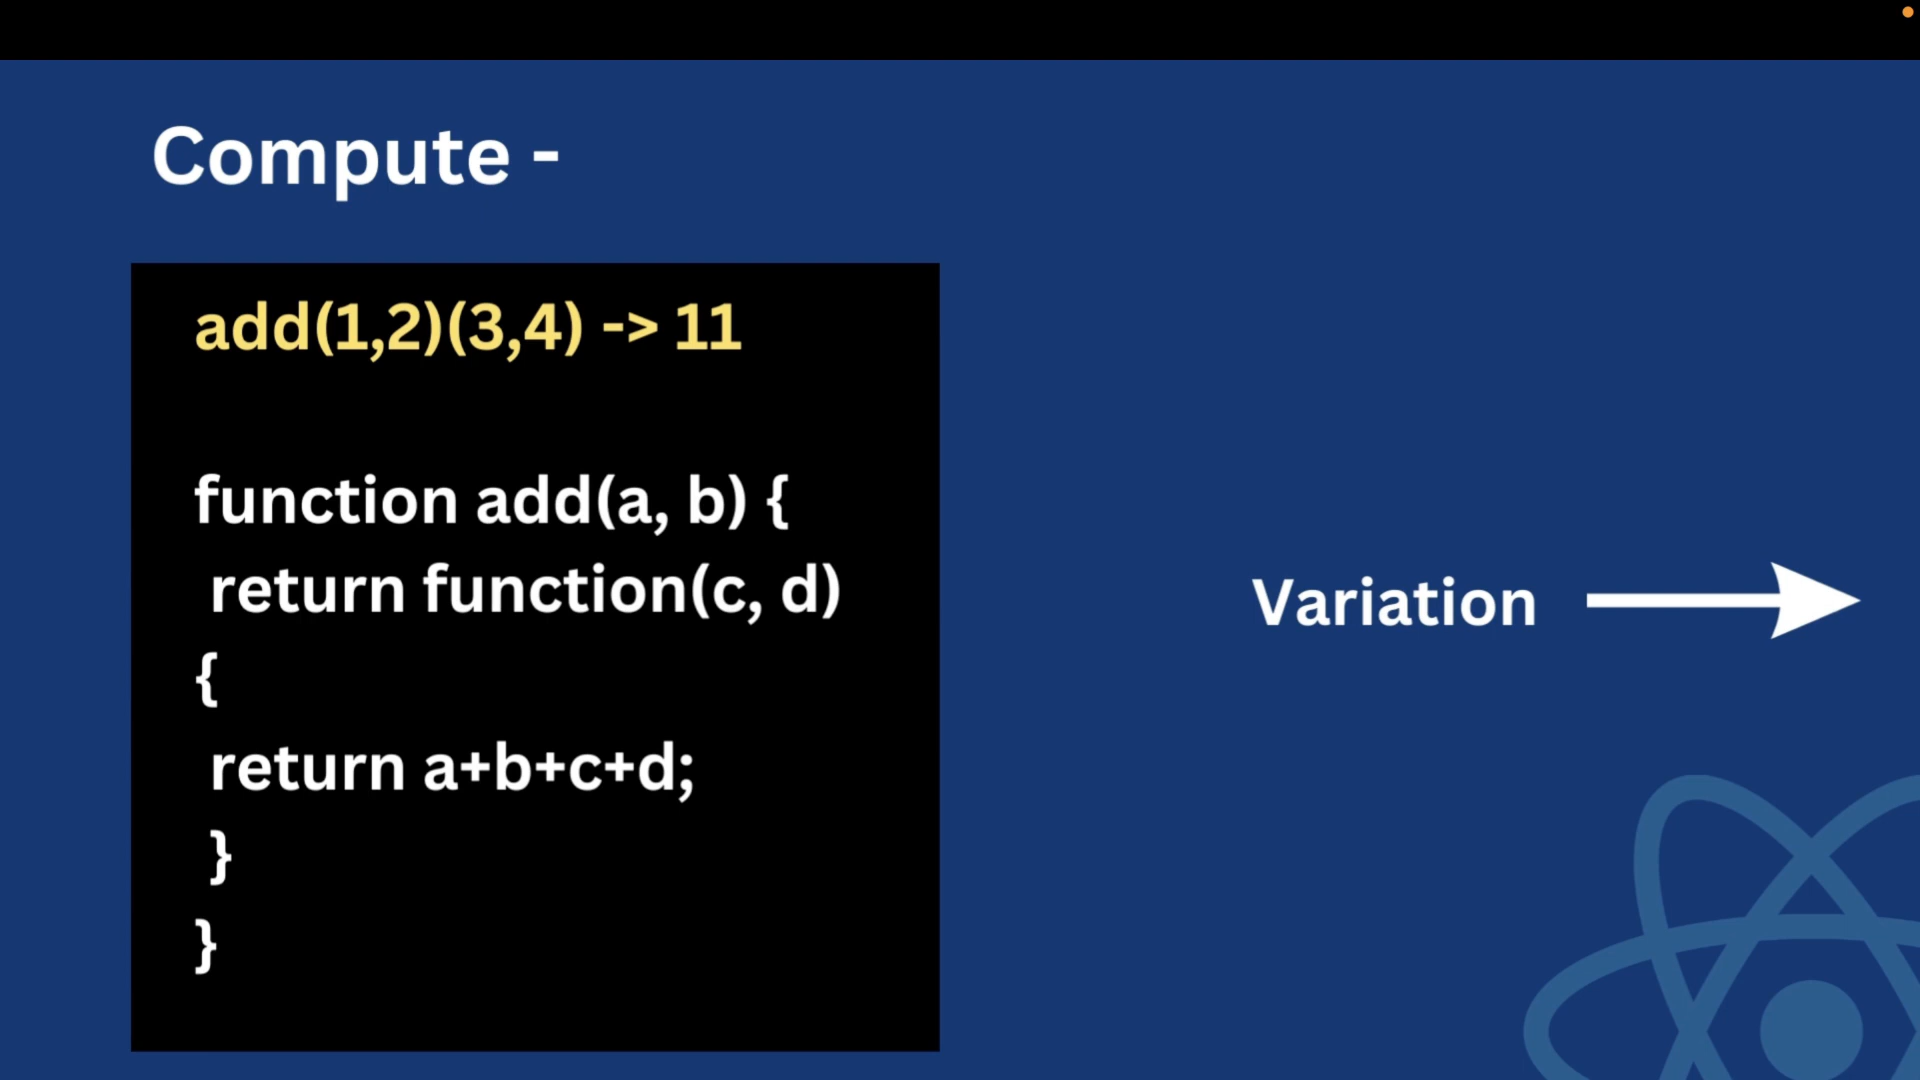 Compute -
add(1,2)(3,4) -> 11
function add(a, b) {
return function(c, d)
{
return a+b+c+d;
}
}
Variation